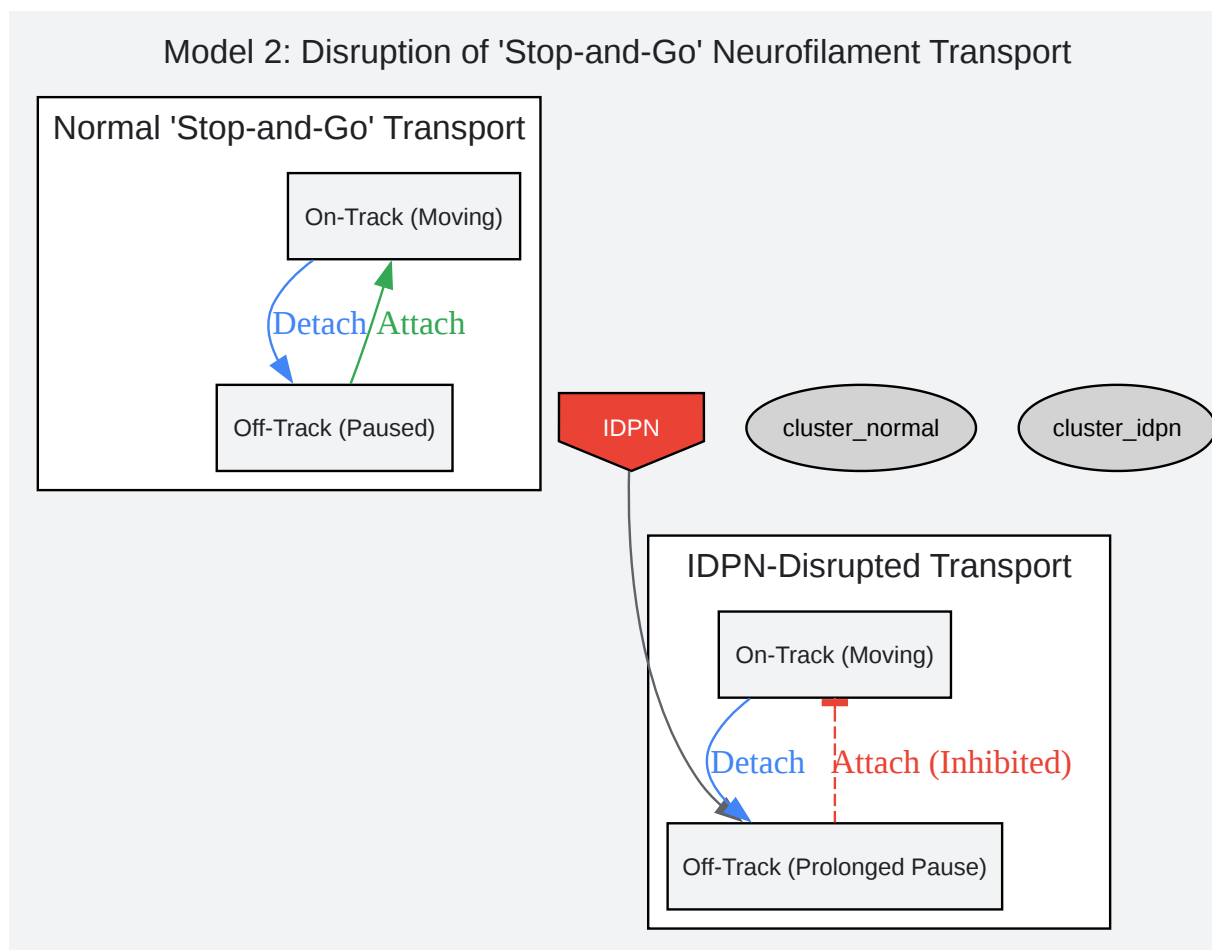 Model 2: Disruption of 'Stop-and-Go' Neurofilament Transport
Normal 'Stop-and-Go' Transport
On-Track (Moving)
Detach
Attach
Off-Track (Paused)
IDPN
cluster_normal
cluster_idpn
IDPN-Disrupted Transport
On-Track (Moving)
Detach
Attach (Inhibited)
Off-Track (Prolonged Pause)